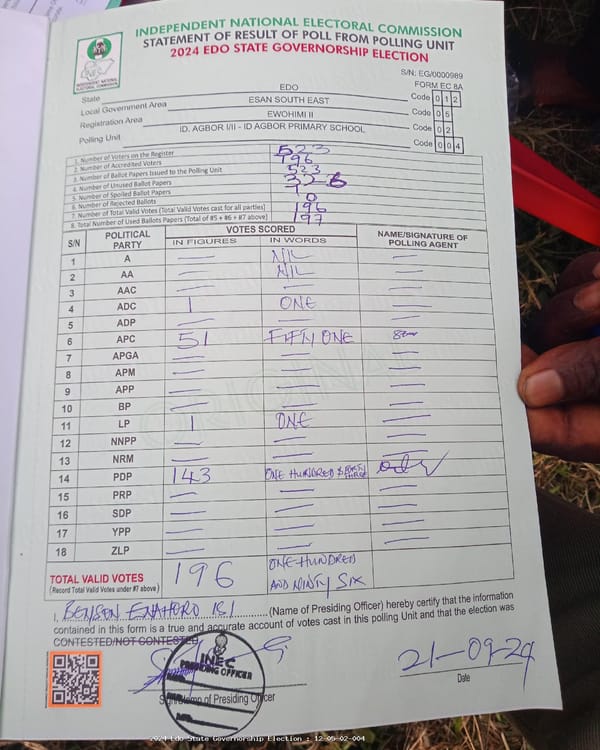 INDEPENDENT NATIONAL ELECTORAL COMMISSION
STATEMENT OF RESULT OF POLL FROM POLLING UNIT
2024 EDO STATE GOVERNORSHIP ELECTION
S/N: EG/0000989
FORM EC 8A
INEC
INDEPENDENT NATIONAL
ELECTORAL COMMISSION
State EDO Code 0 1 2
Local Government Area ESAN SOUTH EAST Code 0 5
Registration Area EWOHIMI II Code 0 2
Polling Unit ID. AGBOR I/II - ID AGBOR PRIMARY SCHOOL Code 0 0 4
1. Number of Voters on the Register 523
2. Number of Accredited Voters 196
3. Number of Ballot Papers Issued to the Polling Unit 523
4. Number of Unused Ballot Papers 326
5. Number of Spoiled Ballot Papers 1
6. Number of Rejected Ballots 0
7. Number of Total Valid Votes (Total Valid Votes cast for all parties) 196
8. Total Number of Used Ballots Papers (Total of #5 + #6 + #7 above) 197
S/N POLITICAL PARTY VOTES SCORED NAME/SIGNATURE OF POLLING AGENT
IN FIGURES IN WORDS
1 A — NIL —
2 AA — NIL —
3 AAC — — —
4 ADC 1 ONE —
5 ADP — — —
6 APC 51 FIFTY ONE
7 APGA — — —
8 APM — — —
9 APP — — —
10 BP — — —
11 LP 1 ONE —
12 NNPP — — —
13 NRM — — —
14 PDP 143 ONE HUNDRED & FORTY THREE
15 PRP — — —
16 SDP — — —
17 YPP — — —
18 ZLP — — —
TOTAL VALID VOTES 196 ONE HUNDRED AND NINTY SIX
(Record Total Valid Votes under #7 above)
I, BENSON ENAHORO ISI (Name of Presiding Officer) hereby certify that the information
contained in this form is a true and accurate account of votes cast in this polling Unit and that the election was
CONTESTED/NOT CONTESTED
INEC
PRESIDING OFFICER
of Presiding Officer
21-09-24
Date
2024 Edo State Governorship Election : 12-05-02-004